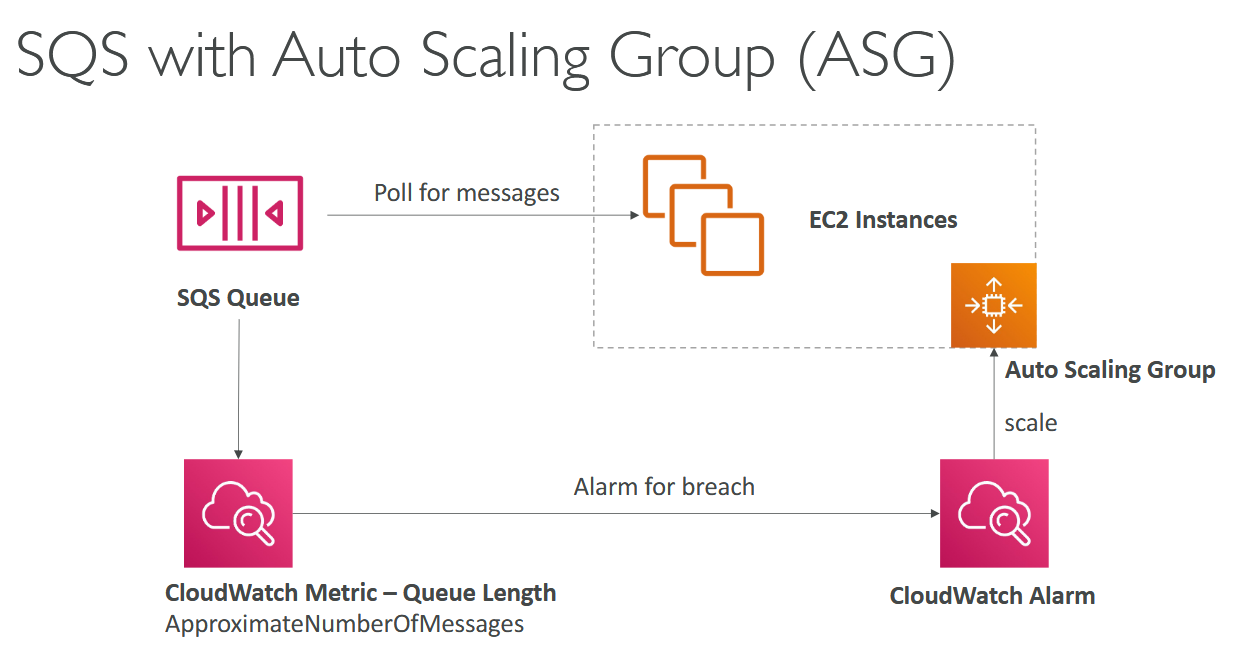 SQS with Auto Scaling Group (ASG)
Poll for messages
EC2 Instances
SQS Queue
Auto Scaling Group
scale
Alarm for breach
CloudWatch Metric – Queue Length
ApproximateNumberOfMessages
CloudWatch Alarm